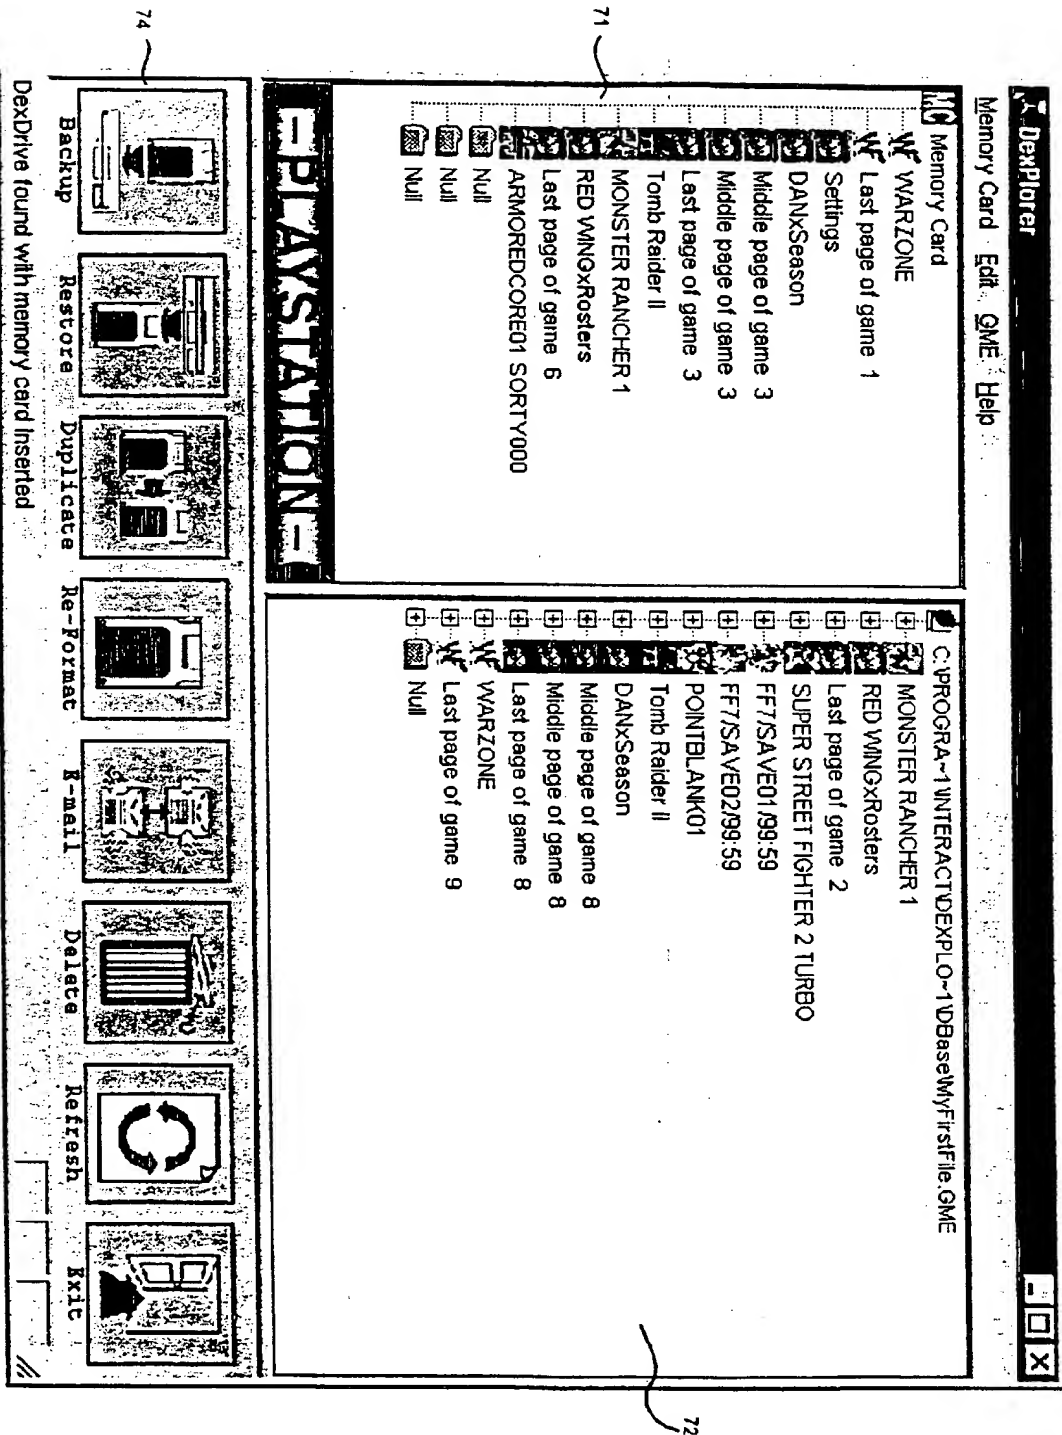 DexPlorer
Memory Card Edit GME Help
MC Memory Card
WARZONE
Last page of game 1
Settings
DANxSeason
Middle page of game 3
Middle page of game 3
Last page of game 3
Tomb Raider II
MONSTER RANCHER 1
RED WINGxRosters
Last page of game 6
ARMOREDCORE01 SORTY000
Null
Null
Null
PLAYSTATION
C:\PROGRA~1\INTERACT\DEXPLO~1\DBase\MyFirstFile.GME
MONSTER RANCHER 1
RED WINGxRosters
Last page of game 2
SUPER STREET FIGHTER 2 TURBO
FF7/SAVE01/99:59
FF7/SAVE02/99:59
POINTBLANK01
Tomb Raider II
DANxSeason
Middle page of game 8
Middle page of game 8
Last page of game 8
WARZONE
Last page of game 9
Null
Backup Restore Duplicate Re-Format E-mail Delete Refresh Exit
DexDrive found with memory card Inserted
71
72
74